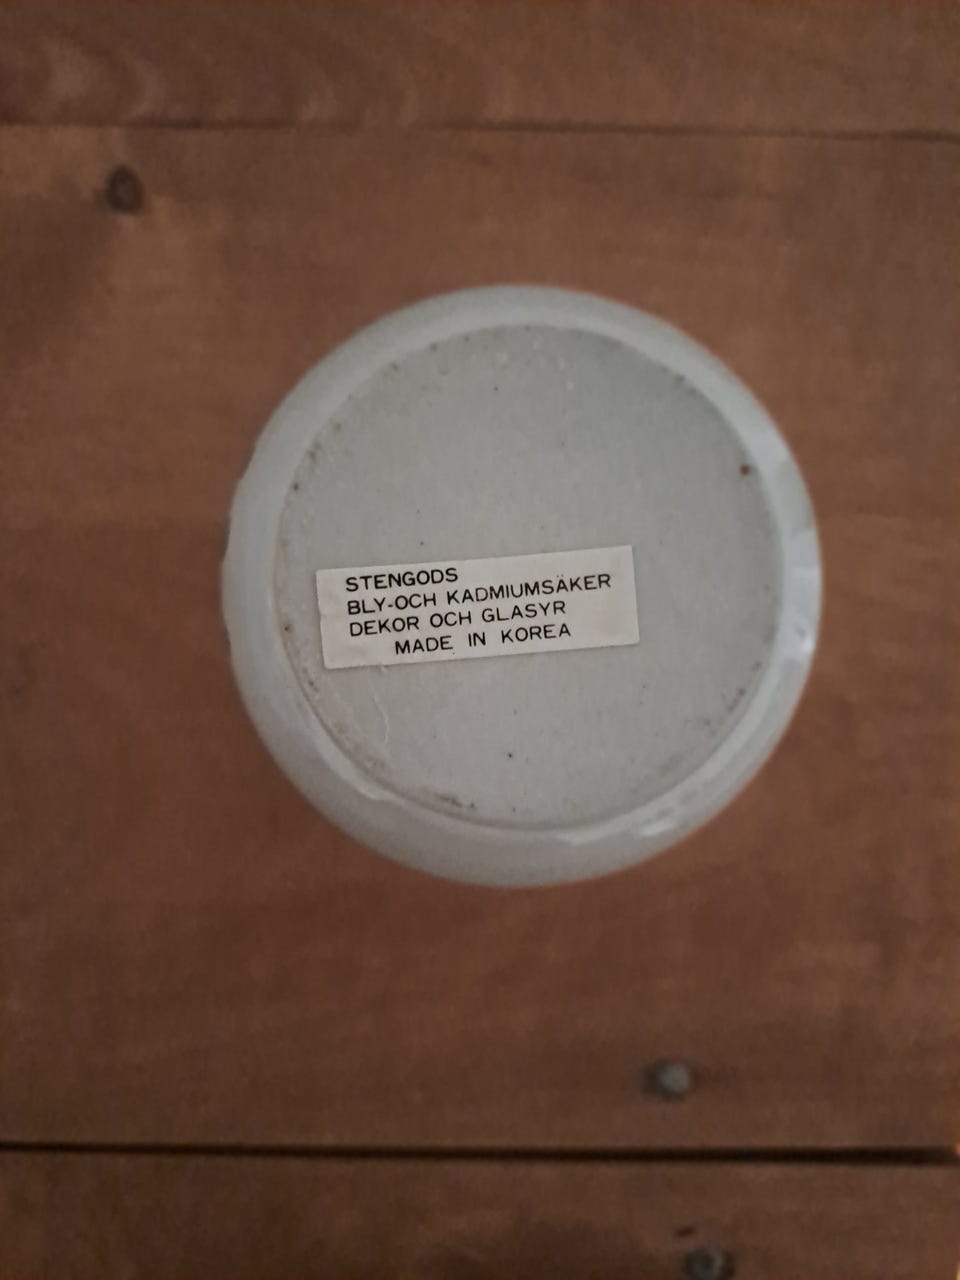 STENGODS
BLY-OCH KADMIUMSÄKER
DEKOR OCH GLASYR
MADE IN KOREA